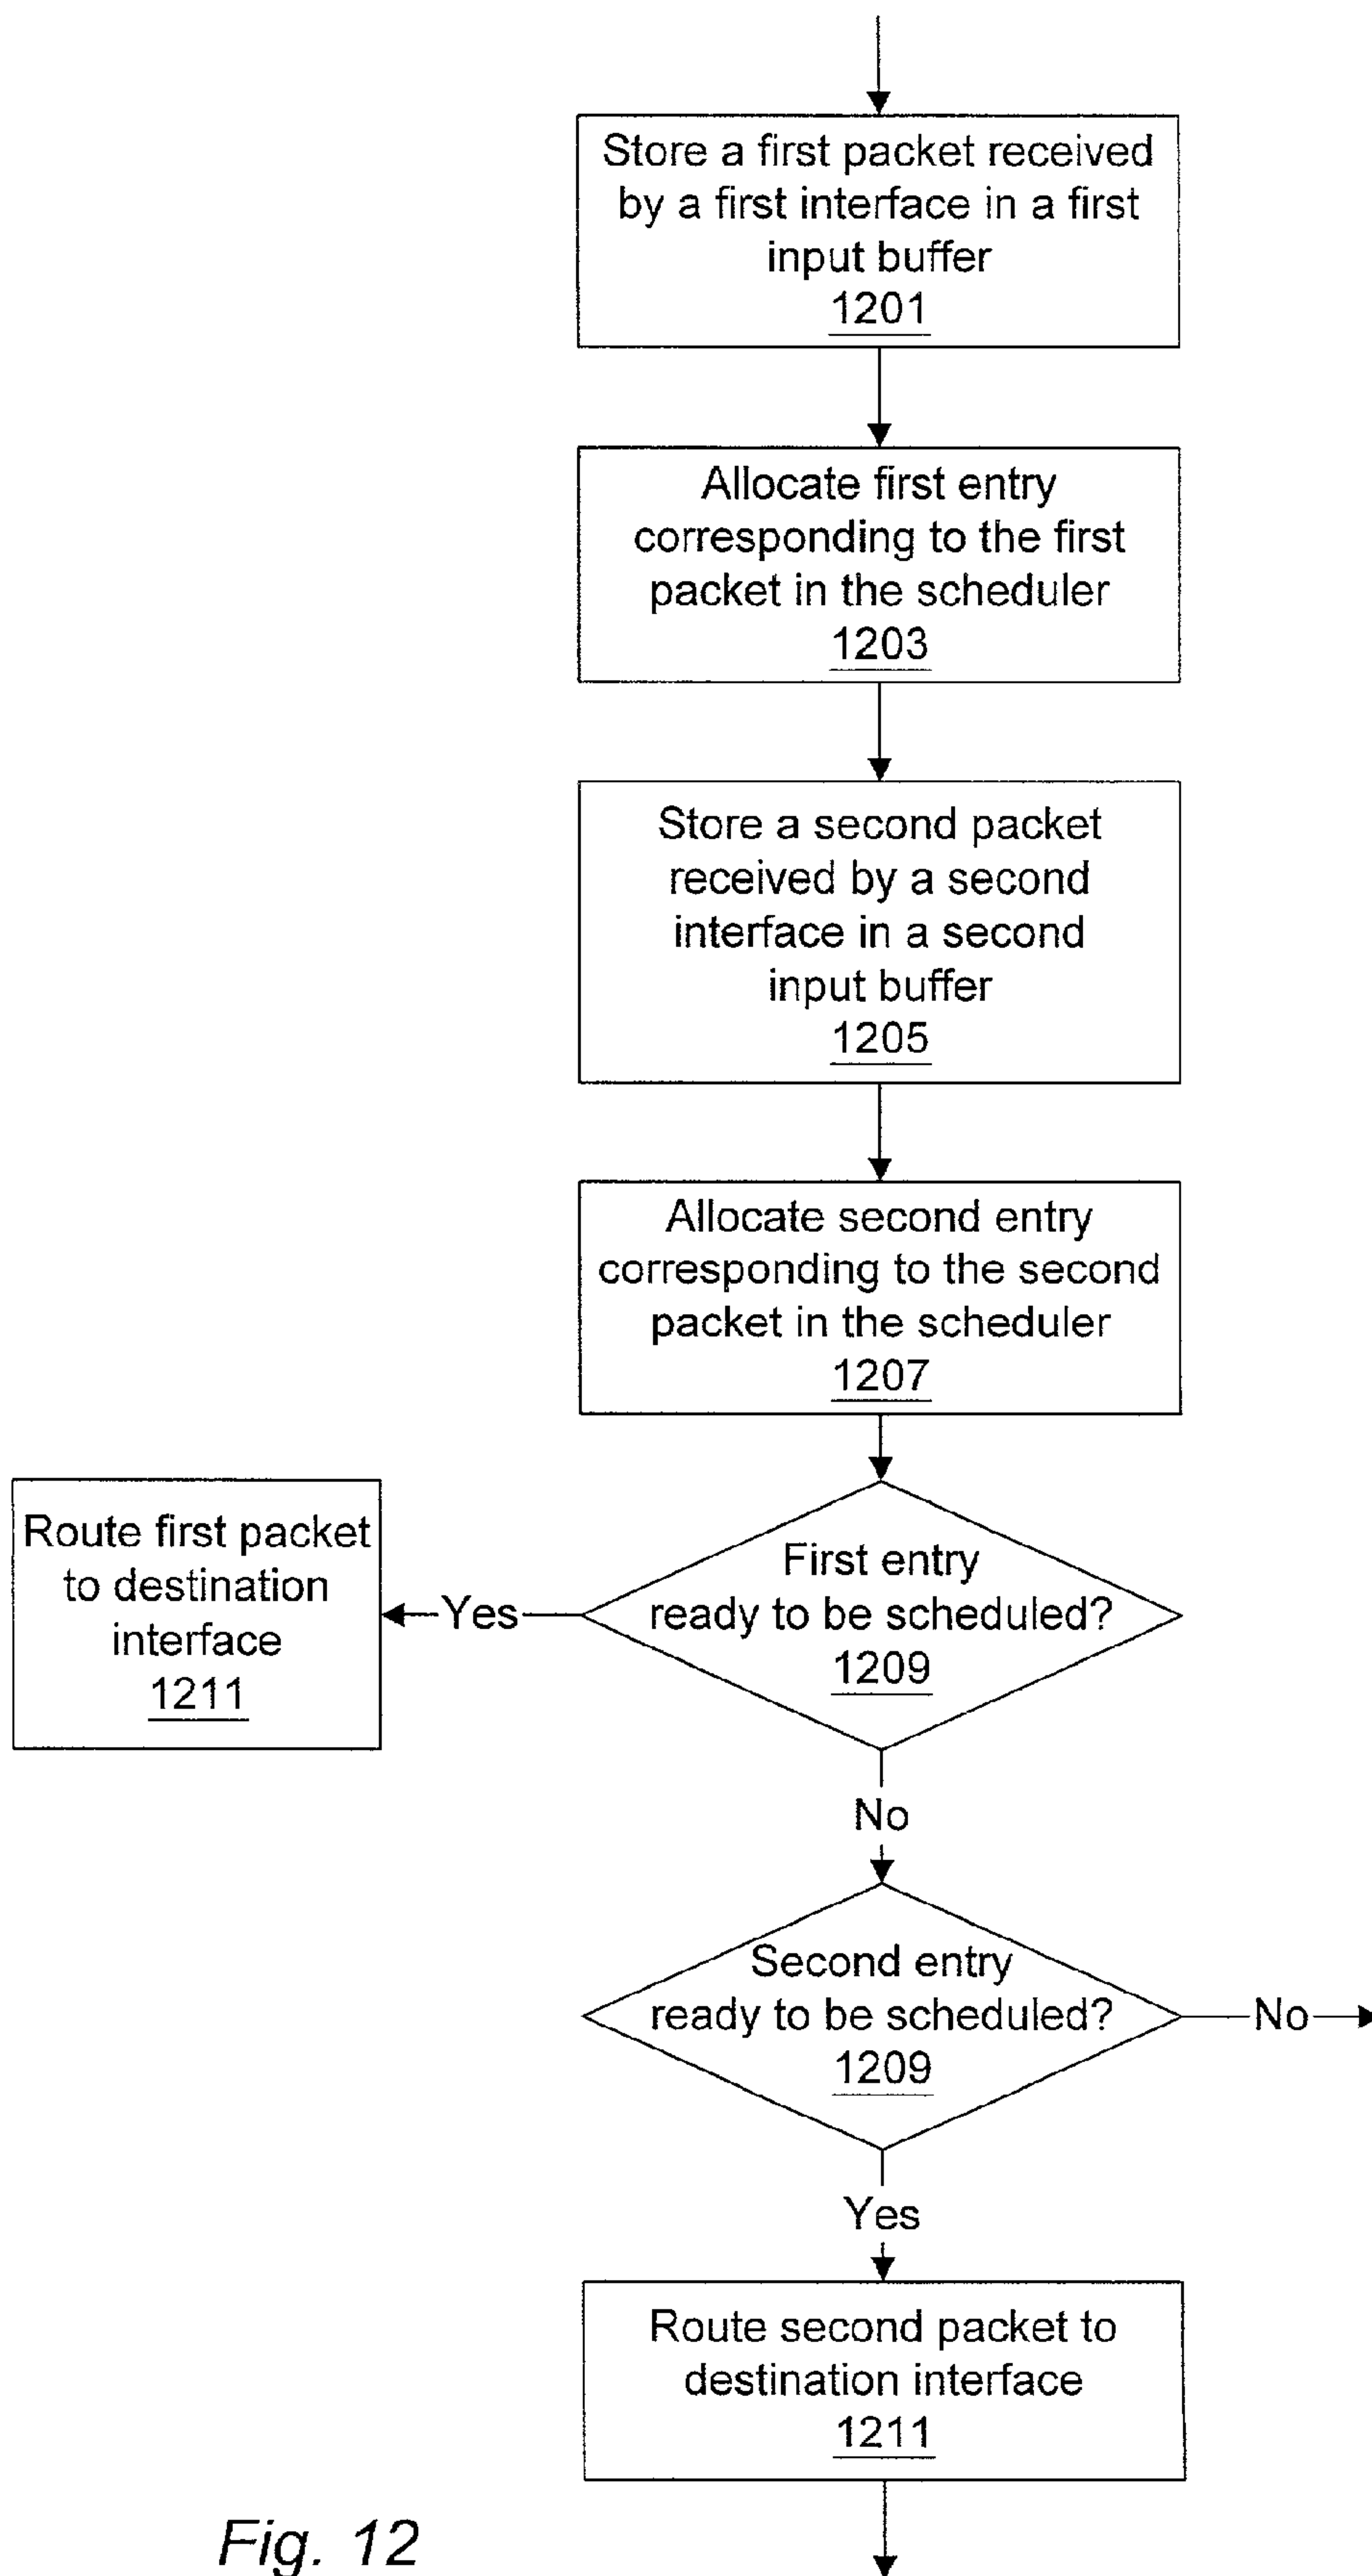 Store a first packet received
by a first interface in a first
input buffer
1201
Allocate first entry
corresponding to the first
packet in the scheduler
1203
Store a second packet
received by a second
interface in a second
input buffer
1205
Allocate second entry
corresponding to the second
packet in the scheduler
1207
First entry
ready to be scheduled?
1209
Yes
Route first packet
to destination
interface
1211
No
Second entry
ready to be scheduled?
1209
No
Yes
Route second packet to
destination interface
1211
Fig. 12